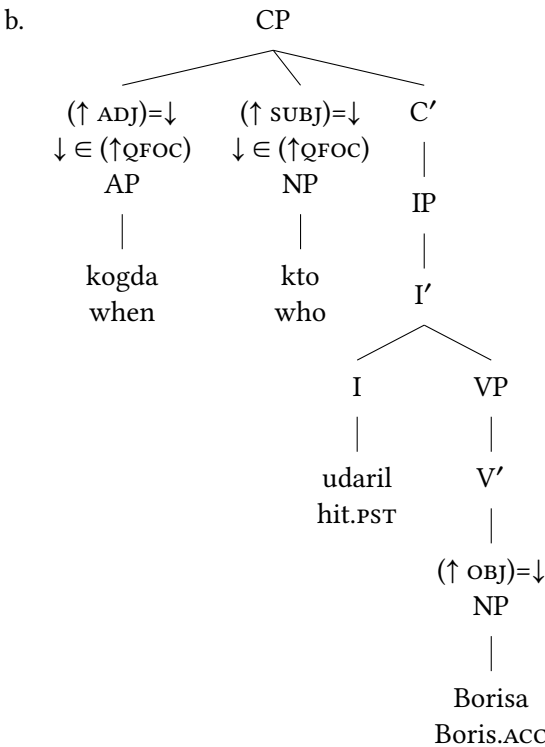 b.
CP
(↑ ADJ)=↓ (↑ SUBJ)=↓ C′
↓ ∈ (↑QFOC) ↓ ∈ (↑QFOC)
AP NP IP
kogda kto I′
when who
I VP
udaril V′
hit.PST
(↑ OBJ)=↓
NP
Borisa
Boris.ACC